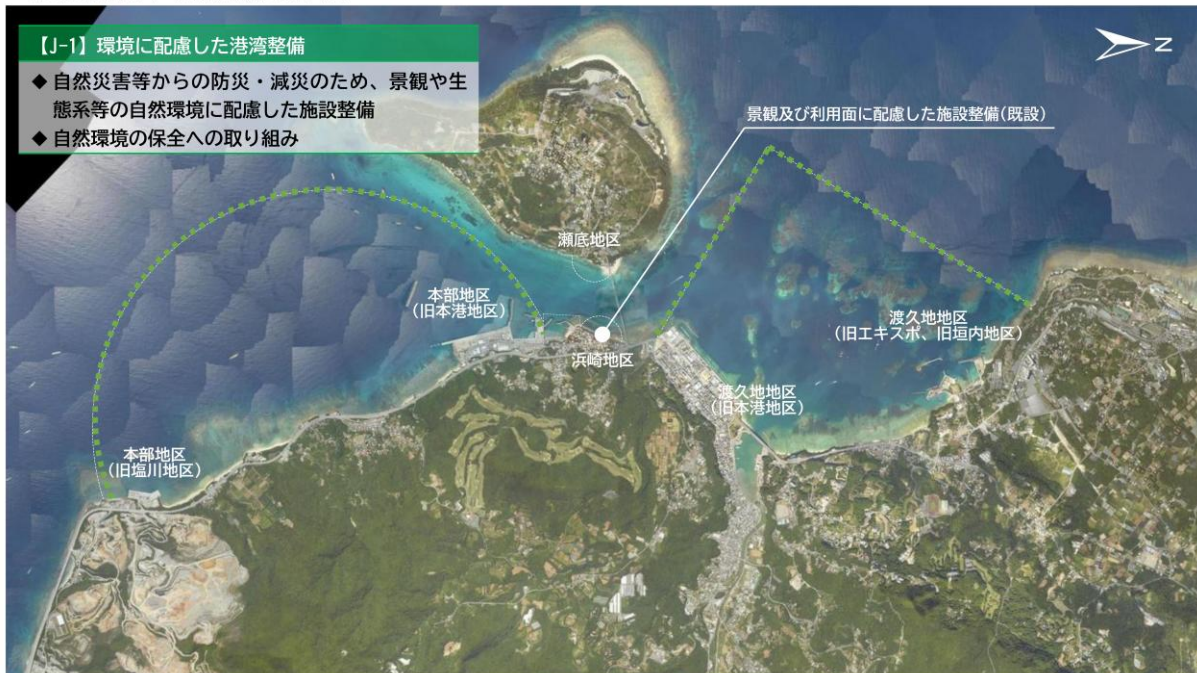 【J-1】環境に配慮した港湾整備
◆ 自然災害等からの防災・減災のため、景観や生
態系等の自然環境に配慮した施設整備
◆ 自然環境の保全への取り組み
N
景観及び利用面に配慮した施設整備(既設)
瀬底地区
本部地区
(旧本港地区)
渡久地地区
(旧エキスポ、旧垣内地区)
浜崎地区
渡久地地区
(旧本港地区)
本部地区
(旧塩川地区)